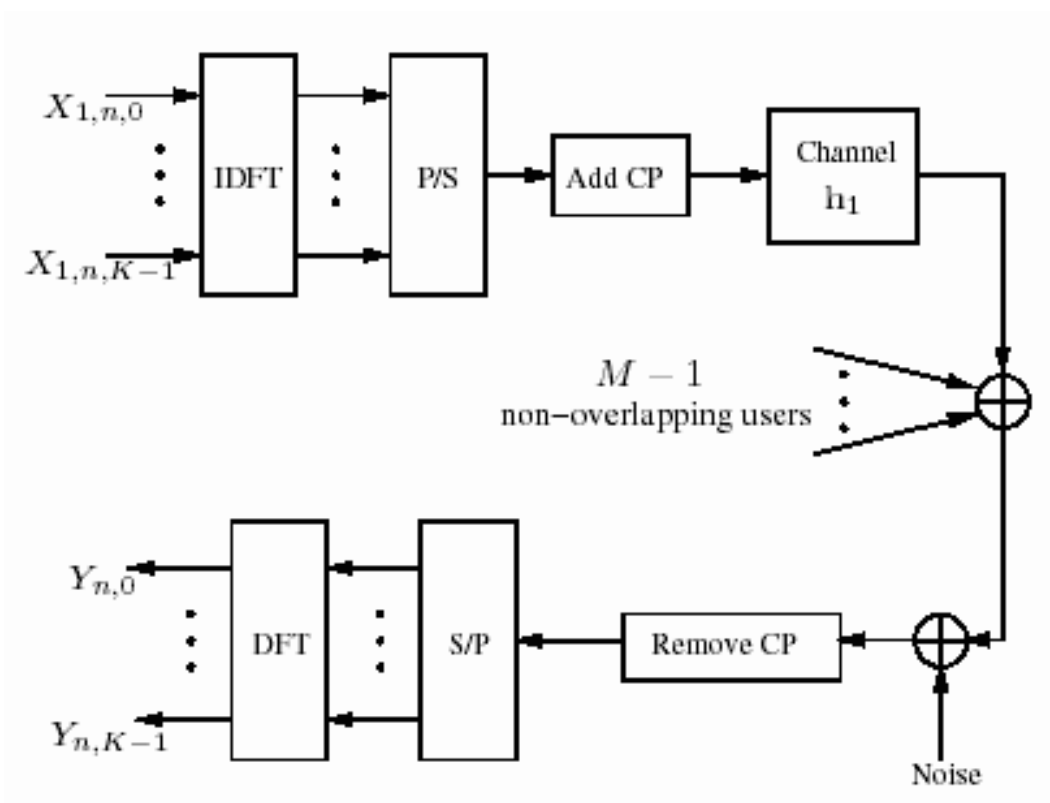 X₁,ₙ,₀
IDFT
P/S
Add CP
Channel
h₁
X₁,ₙ,K₋₁
M − 1
non−overlapping users
Yₙ,₀
DFT
S/P
Remove CP
Yₙ,K₋₁
Noise